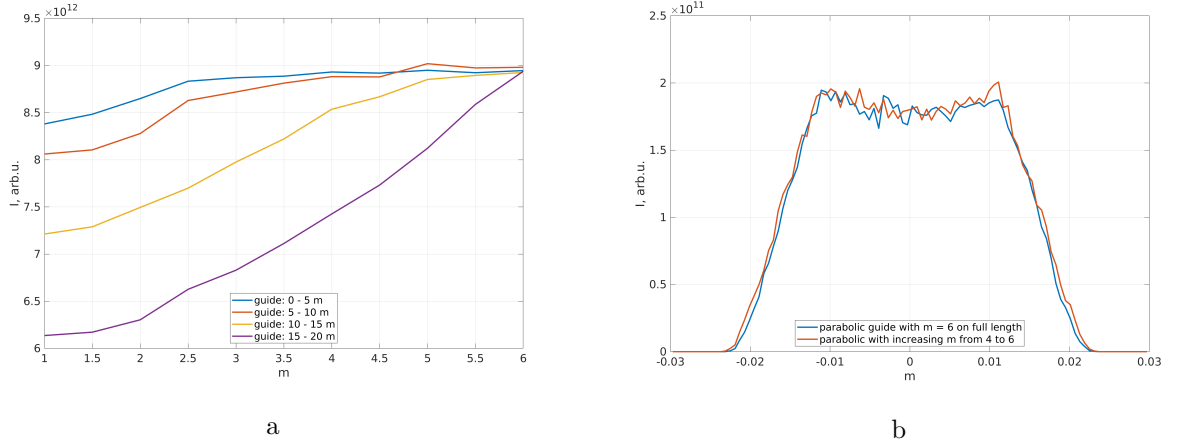 ×10¹²
9.5
9
8.5
8
7.5
7
6.5
6
I, arb.u.
guide: 0 - 5 m
guide: 5 - 10 m
guide: 10 - 15 m
guide: 15 - 20 m
1 1.5 2 2.5 3 3.5 4 4.5 5 5.5 6
m
a
×10¹¹
2.5
2
1.5
1
0.5
0
I, arb.u.
parabolic guide with m = 6 on full length
parabolic with increasing m from 4 to 6
-0.03 -0.02 -0.01 0 0.01 0.02 0.03
m
b